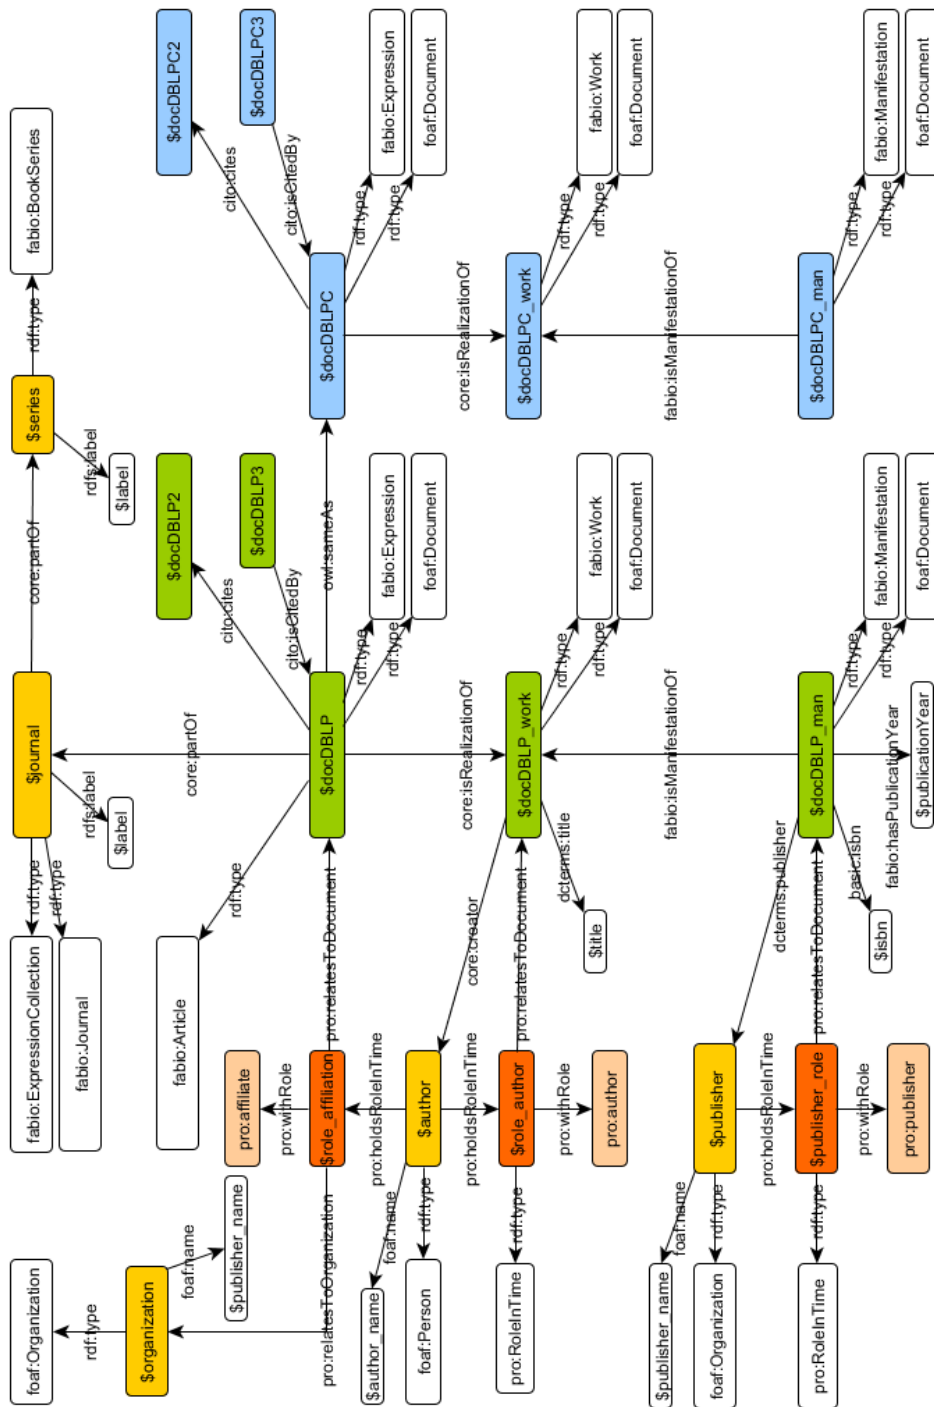 foaf:Organization
rdf:type
$organization
foaf:name
$publisher_name
pro:relatesToOrganization
fabio:ExpressionCollection
fabio:Journal
rdf:type
rdf:type
$journal
rdfs:label
$label
core:partOf
$series
rdfs:label
$label
rdf:type
fabio:BookSeries
core:partOf
fabio:Article
rdf:type
pro:affiliate
pro:withRole
$role_affiliation
pro:relatesToDocument
$docDBLP
cito:cites
$docDBLP2
cito:isCitedBy
$docDBLP3
rdf:type
rdf:type
fabio:Expression
foaf:Document
owl:sameAs
$docDBLPC
cito:cites
$docDBLPC2
cito:isCitedBy
$docDBLPC3
rdf:type
rdf:type
fabio:Expression
foaf:Document
pro:holdsRoleInTime
$author
foaf:name
$author_name
rdf:type
foaf:Person
core:creator
pro:holdsRoleInTime
core:isRealizationOf
core:isRealizationOf
pro:RoleInTime
rdf:type
$role_author
pro:relatesToDocument
pro:withRole
pro:author
$docDBLP_work
dcterms:title
$title
rdf:type
rdf:type
fabio:Work
foaf:Document
$docDBLPC_work
rdf:type
rdf:type
fabio:Work
foaf:Document
fabio:isManifestationOf
fabio:isManifestationOf
$publisher
foaf:name
$publisher_name
rdf:type
foaf:Organization
dcterms:publisher
pro:holdsRoleInTime
pro:RoleInTime
rdf:type
$publisher_role
pro:relatesToDocument
pro:withRole
pro:publisher
$docDBLP_man
basic:isbn
$isbn
fabio:hasPublicationYear
$publicationYear
rdf:type
rdf:type
fabio:Manifestation
foaf:Document
$docDBLPC_man
rdf:type
rdf:type
fabio:Manifestation
foaf:Document